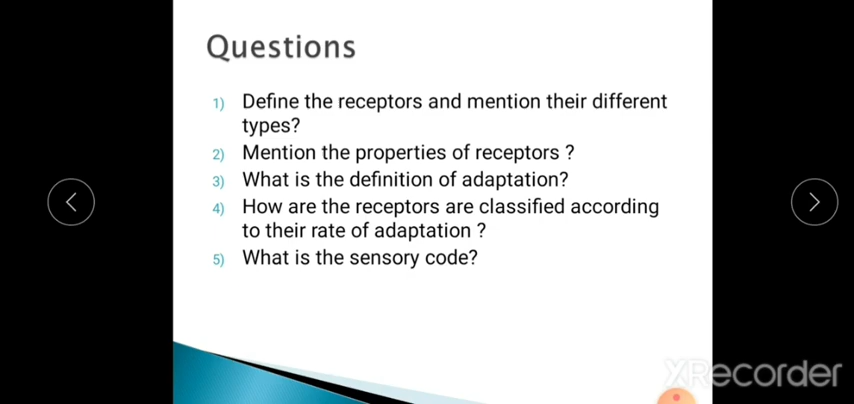 Questions
1) Define the receptors and mention their different
types?
2) Mention the properties of receptors ?
3) What is the definition of adaptation?
4) How are the receptors are classified according
to their rate of adaptation ?
5) What is the sensory code?
XRecorder